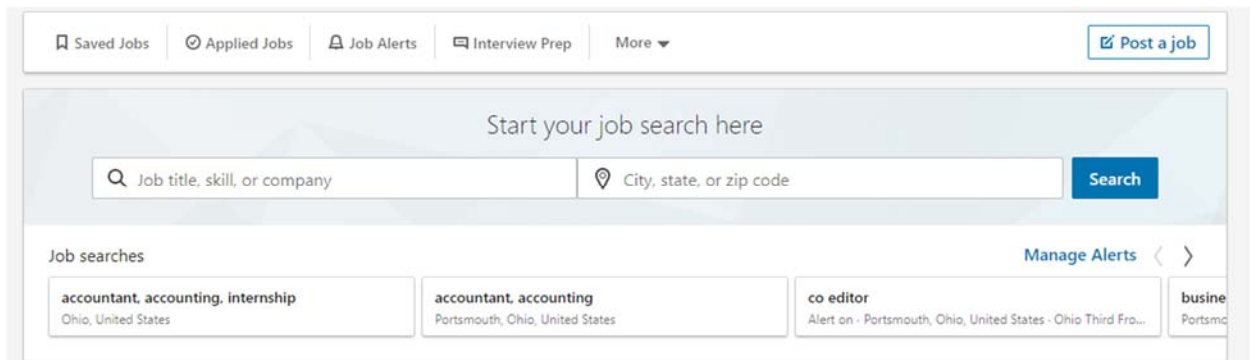 Saved Jobs Applied Jobs Job Alerts Interview Prep More Post a job
Start your job search here
Job title, skill, or company City, state, or zip code Search
Job searches Manage Alerts
accountant, accounting, internship
Ohio, United States
accountant, accounting
Portsmouth, Ohio, United States
co editor
Alert on · Portsmouth, Ohio, United States · Ohio Third Fro...
busine
Portsmo